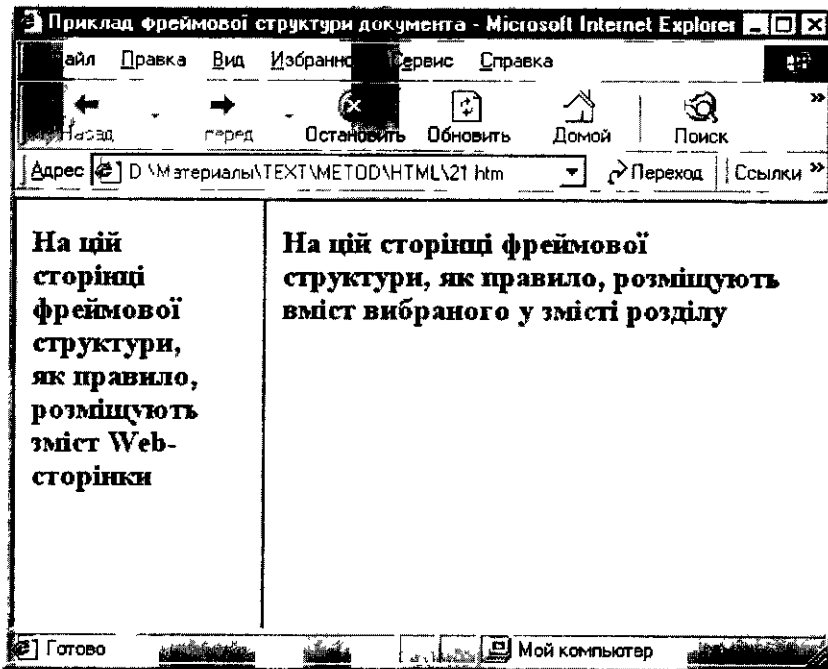 Приклад фреймової структури документа - Microsoft Internet Explorer
айл Правка Вид Избранно Сервис Справка
Назад перед Остановить Обновить Домой Поиск »
Адрес D:\Материалы\TEXT\METOD\HTML\21 htm Переход Ссылки »
На цій
сторінці
фреймової
структури,
як правило,
розміщують
зміст Web-
сторінки
На цій сторінці фреймової
структури, як правило, розміщують
вміст вибраного у змісті розділу
Готово Мой компьютер